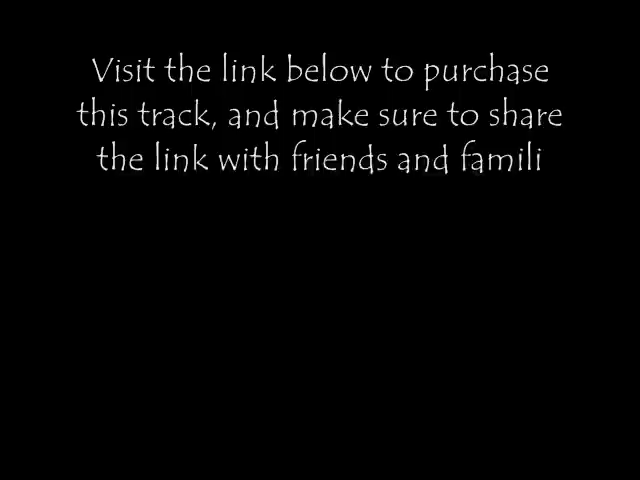 Visit the link below to purchase
this track, and make sure to share
the link with friends and famili